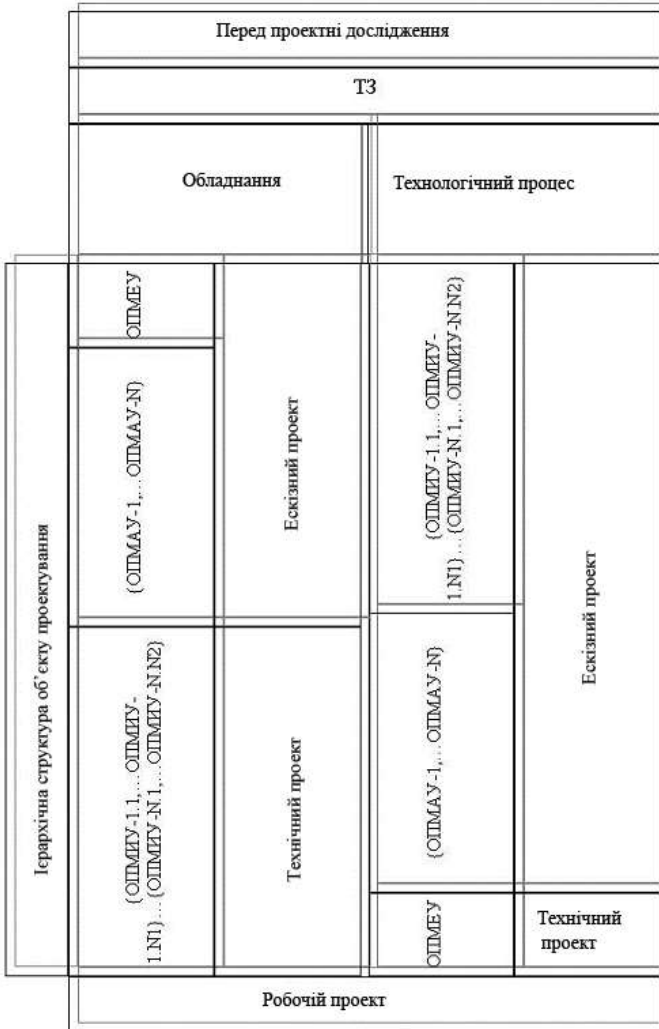 Перед проектні дослідження
ТЗ
Обладнання
Технологічний процес
Ієрархічна структура об’єкту проектування
ОПМЕУ
{ОПМАУ-1,... ОПМАУ-N}
{ОПМИУ-1.1,... ОПМИУ-
1.N1}... {ОПМИУ-N.1,... ОПМИУ-N.N2}
Ескізний проект
Технічний проект
{ОПМИУ-1.1,... ОПМИУ-
1.N1}... {ОПМИУ-N.1,... ОПМИУ-N.N2}
{ОПМАУ-1,... ОПМАУ-N}
ОПМЕУ
Ескізний проект
Технічний
проект
Робочій проект